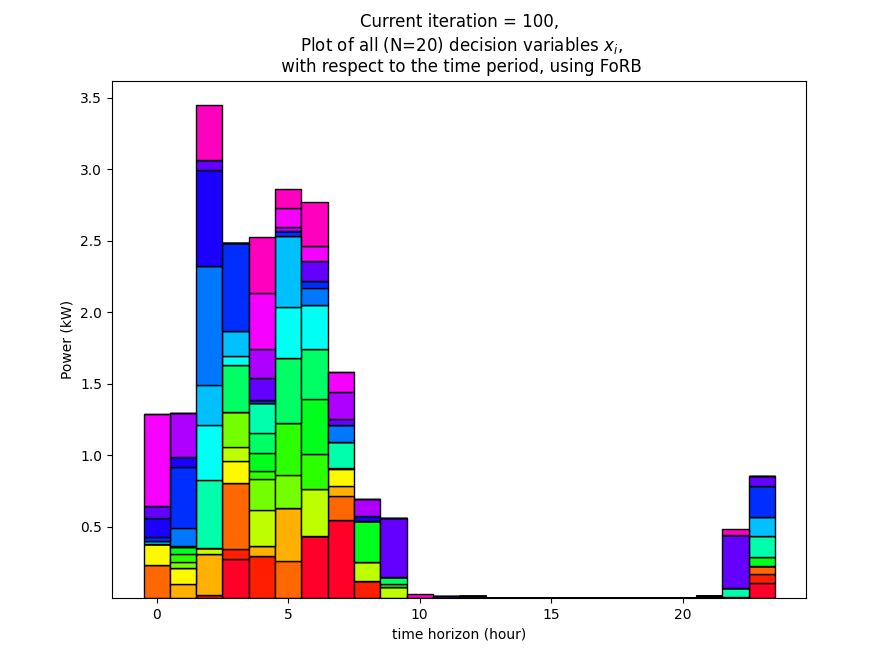 Current iteration = 100,
Plot of all (N=20) decision variables $x_i$,
with respect to the time period, using FoRB
3.5
3.0
2.5
2.0
1.5
1.0
0.5
Power (kW)
0 5 10 15 20
time horizon (hour)